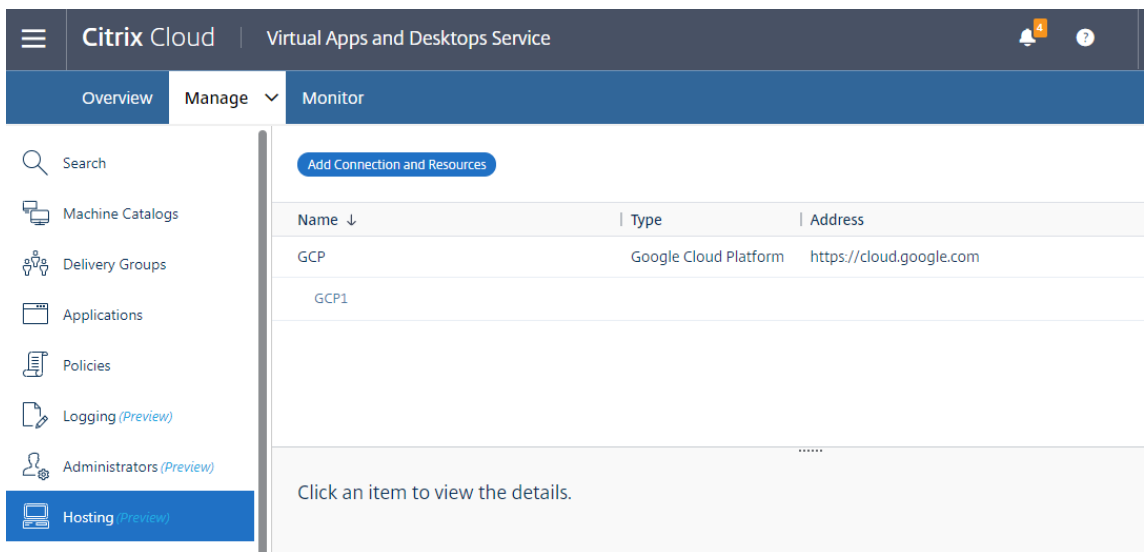 Citrix Cloud | Virtual Apps and Desktops Service 4 ?
Overview Manage Monitor
Search
Machine Catalogs
Delivery Groups
Applications
Policies
Logging (Preview)
Administrators (Preview)
Hosting (Preview)
Add Connection and Resources
Name ↓ Type Address
GCP Google Cloud Platform https://cloud.google.com
GCP1
Click an item to view the details.